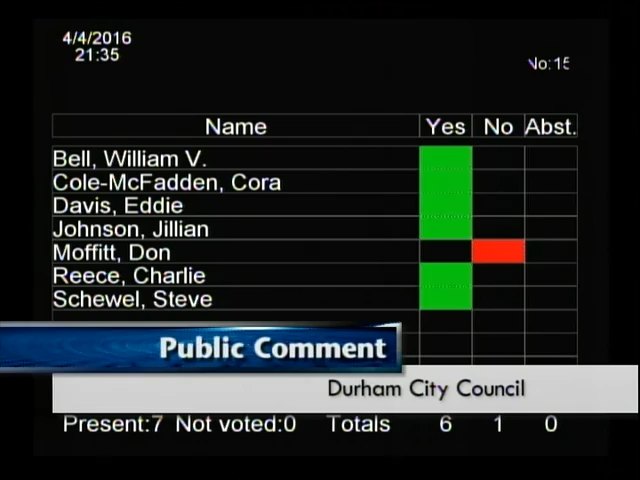 4/4/2016
21:35
No:15
Name Yes No Abst.
Bell, William V.
Cole-McFadden, Cora
Davis, Eddie
Johnson, Jillian
Moffitt, Don
Reece, Charlie
Schewel, Steve
Public Comment
Durham City Council
Present:7 Not voted:0 Totals 6 1 0